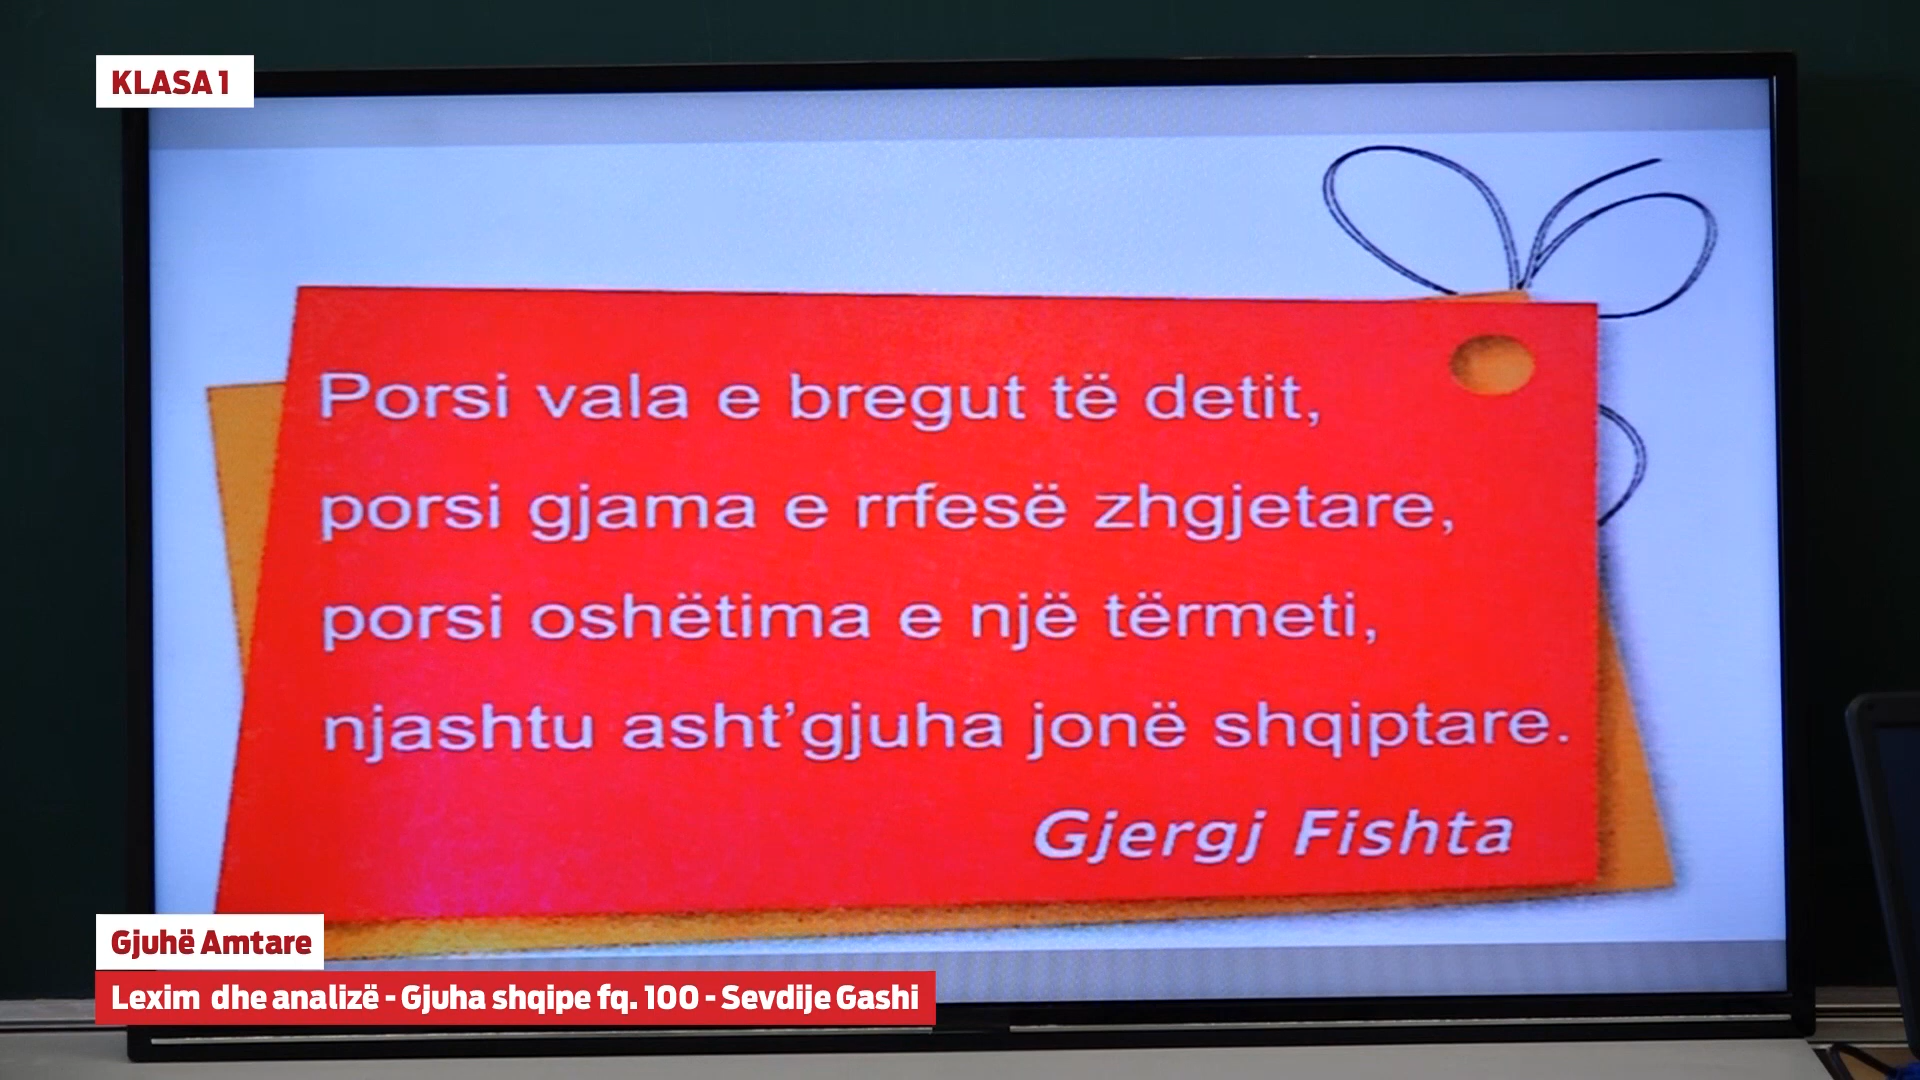 KLASA 1
Porsi vala e bregut të detit,
porsi gjama e rrfesë zhgjetare,
porsi oshëtima e një tërmeti,
njashtu asht’gjuha jonë shqiptare.
Gjergj Fishta
Gjuhë Amtare
Lexim dhe analizë - Gjuha shqipe fq. 100 - Sevdije Gashi